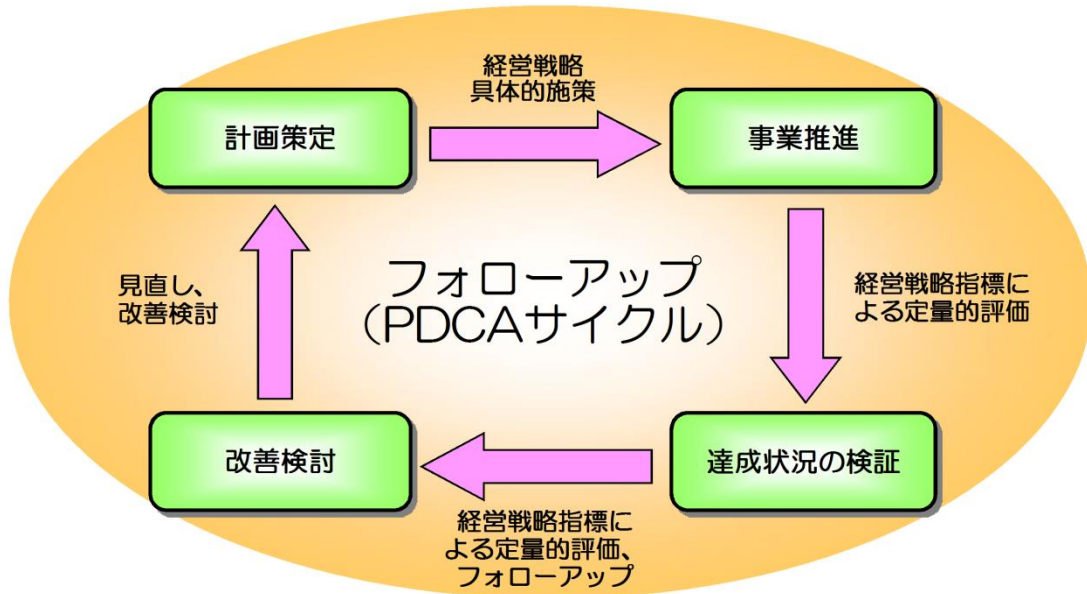 経営戦略
具体的施策
計画策定
事業推進
見直し、
改善検討
フォローアップ
（PDCAサイクル）
経営戦略指標に
よる定量的評価
改善検討
達成状況の検証
経営戦略指標に
よる定量的評価、
フォローアップ